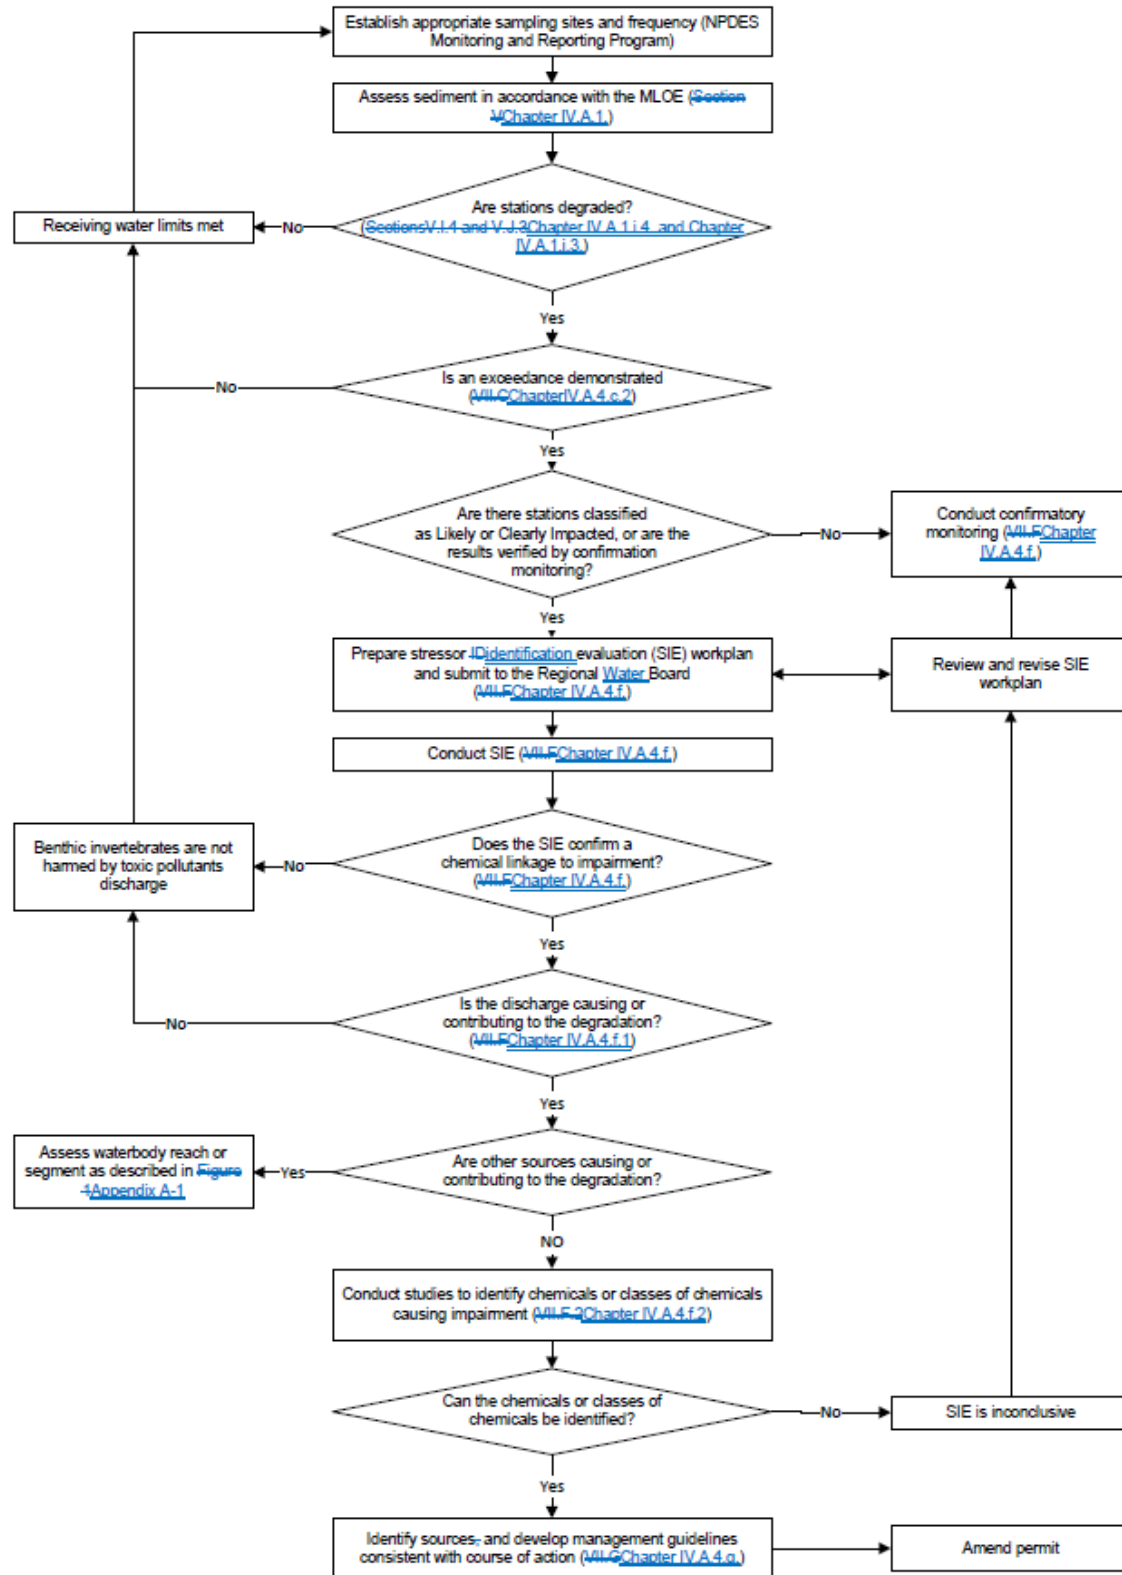 Establish appropriate sampling sites and frequency (NPDES
Monitoring and Reporting Program)
Assess sediment in accordance with the MLOE (Section
VChapter IV.A.1.)
Are stations degraded?
(SectionsV.I.4 and V.J.3Chapter IV.A.1.i.4. and Chapter
IV.A.1.j.3.)
No
Receiving water limits met
Yes
Is an exceedance demonstrated
(VII.CChapterIV.A.4.c.2)
No
Yes
Are there stations classified
as Likely or Clearly Impacted, or are the
results verified by confirmation
monitoring?
No
Conduct confirmatory
monitoring (VII.FChapter
IV.A.4.f.)
Yes
Prepare stressor IDidentification evaluation (SIE) workplan
and submit to the Regional Water Board
(VII.FChapter IV.A.4.f.)
Review and revise SIE
workplan
Conduct SIE (VII.FChapter IV.A.4.f.)
Does the SIE confirm a
chemical linkage to impairment?
(VII.FChapter IV.A.4.f.)
No
Benthic invertebrates are not
harmed by toxic pollutants
discharge
Yes
Is the discharge causing or
contributing to the degradation?
(VII.FChapter IV.A.4.f.1)
No
Yes
Are other sources causing or
contributing to the degradation?
Yes
Assess waterbody reach or
segment as described in Figure
1Appendix A-1
NO
Conduct studies to identify chemicals or classes of chemicals
causing impairment (VII.F.2Chapter IV.A.4.f.2)
Can the chemicals or classes of
chemicals be identified?
No
SIE is inconclusive
Yes
Identify sources, and develop management guidelines
consistent with course of action (VII.GChapter IV.A.4.g.)
Amend permit